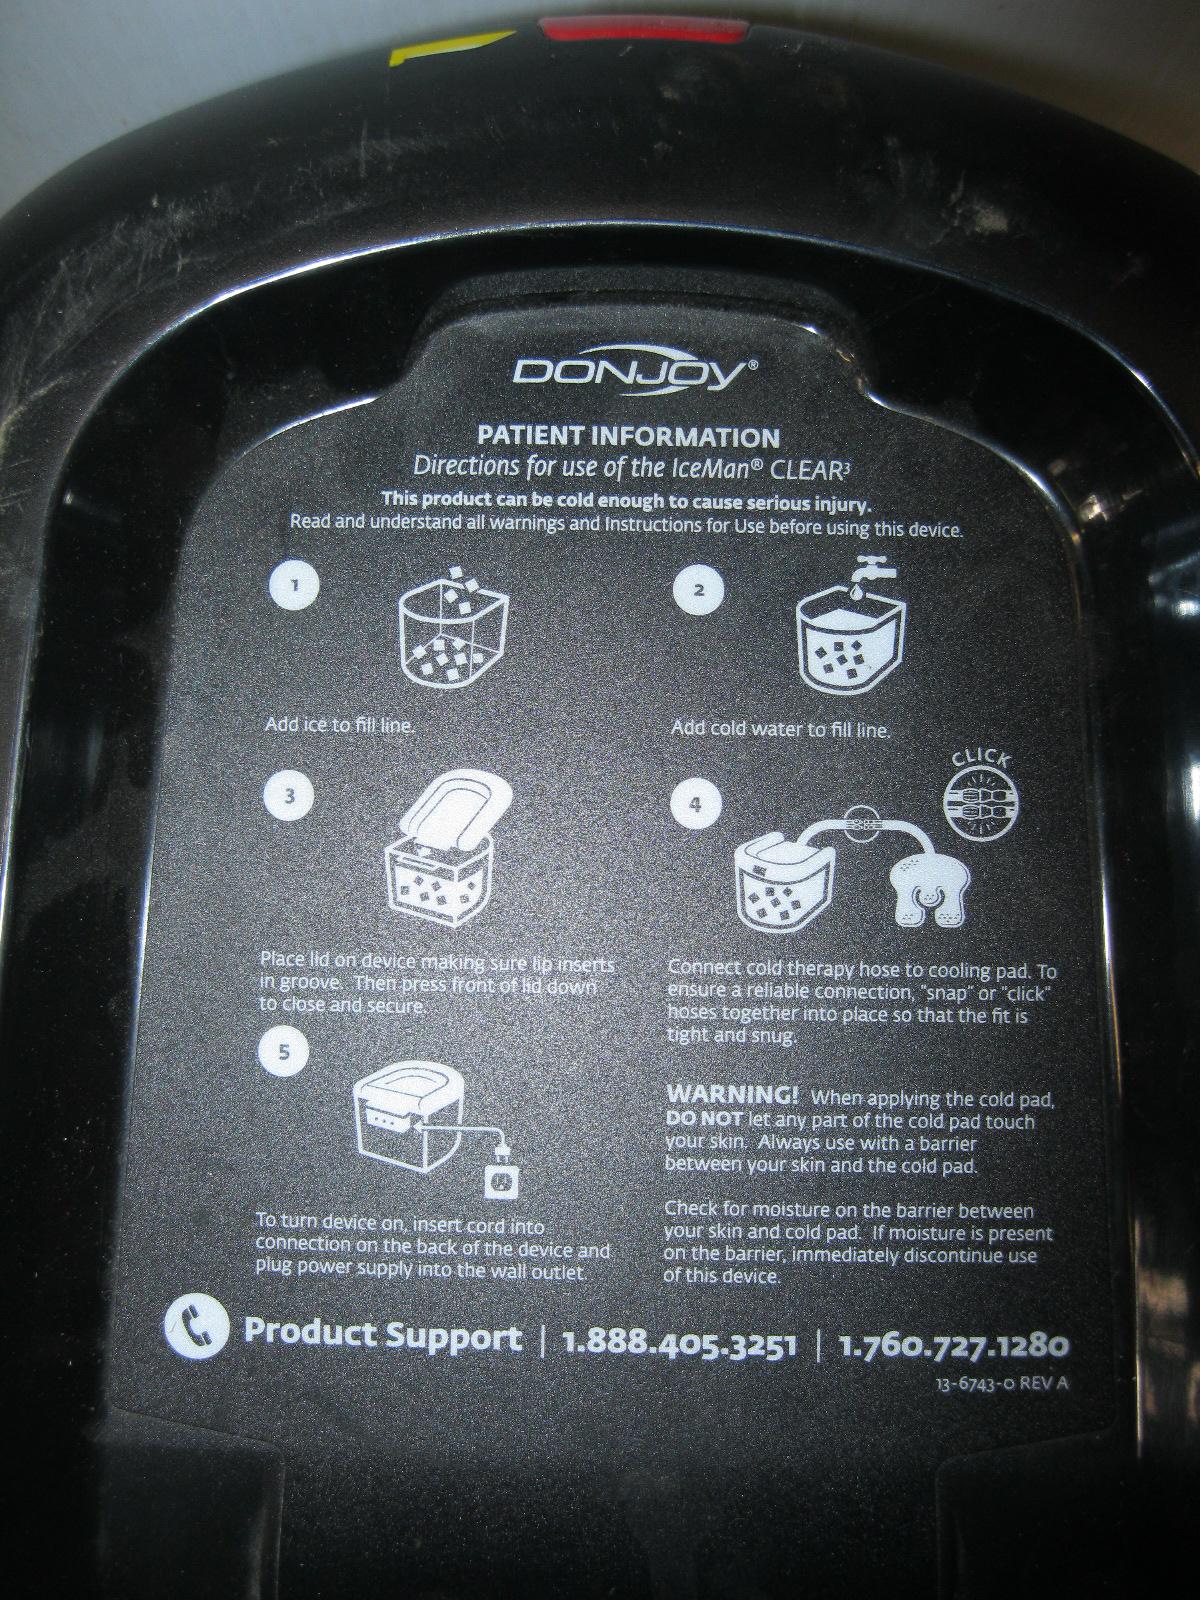 DONJOY®
PATIENT INFORMATION
Directions for use of the IceMan® CLEAR³
This product can be cold enough to cause serious injury.
Read and understand all warnings and Instructions for Use before using this device.
1
Add ice to fill line.
2
Add cold water to fill line.
3
Place lid on device making sure lip inserts
in groove. Then press front of lid down
to close and secure.
4
CLICK
Connect cold therapy hose to cooling pad. To
ensure a reliable connection, "snap" or "click"
hoses together into place so that the fit is
tight and snug.
5
To turn device on, insert cord into
connection on the back of the device and
plug power supply into the wall outlet.
WARNING! When applying the cold pad,
DO NOT let any part of the cold pad touch
your skin. Always use with a barrier
between your skin and the cold pad.
Check for moisture on the barrier between
your skin and cold pad. If moisture is present
on the barrier, immediately discontinue use
of this device.
Product Support | 1.888.405.3251 | 1.760.727.1280
13-6743-0 REV A